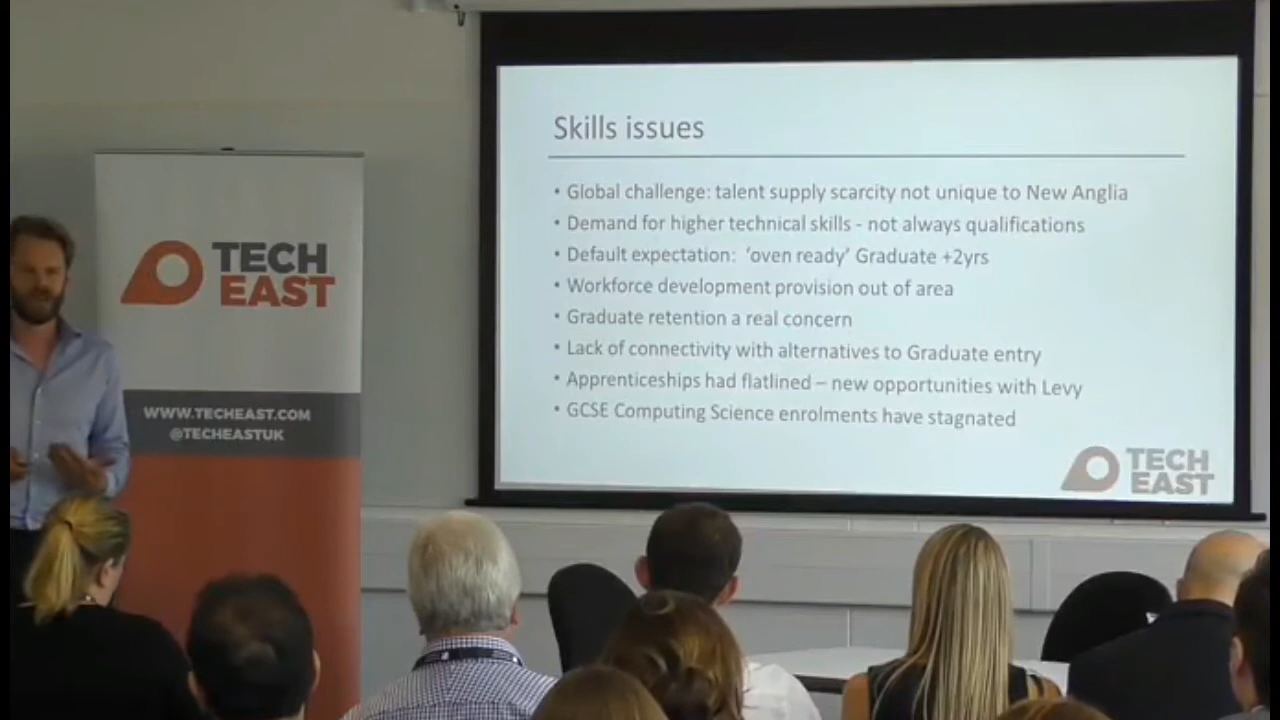 TECH
EAST
WWW.TECHEAST.COM
@TECHEASTUK
Skills issues
• Global challenge: talent supply scarcity not unique to New Anglia
• Demand for higher technical skills - not always qualifications
• Default expectation: ‘oven ready’ Graduate +2yrs
• Workforce development provision out of area
• Graduate retention a real concern
• Lack of connectivity with alternatives to Graduate entry
• Apprenticeships had flatlined – new opportunities with Levy
• GCSE Computing Science enrolments have stagnated
TECH
EAST